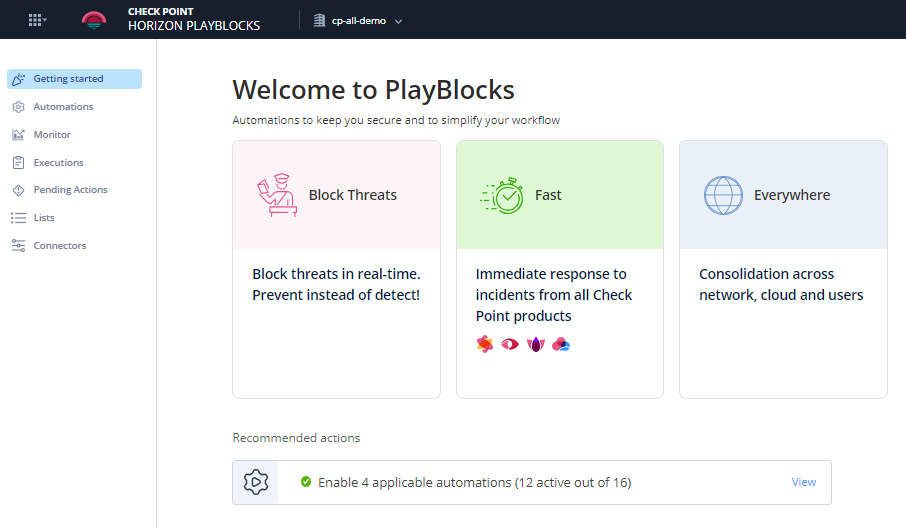 CHECK POINT
HORIZON PLAYBLOCKS
cp-all-demo
Getting started
Automations
Monitor
Executions
Pending Actions
Lists
Connectors
Welcome to PlayBlocks
Automations to keep you secure and to simplify your workflow
Block Threats
Block threats in real-time.
Prevent instead of detect!
Fast
Immediate response to
incidents from all Check
Point products
Everywhere
Consolidation across
network, cloud and users
Recommended actions
Enable 4 applicable automations (12 active out of 16)
View